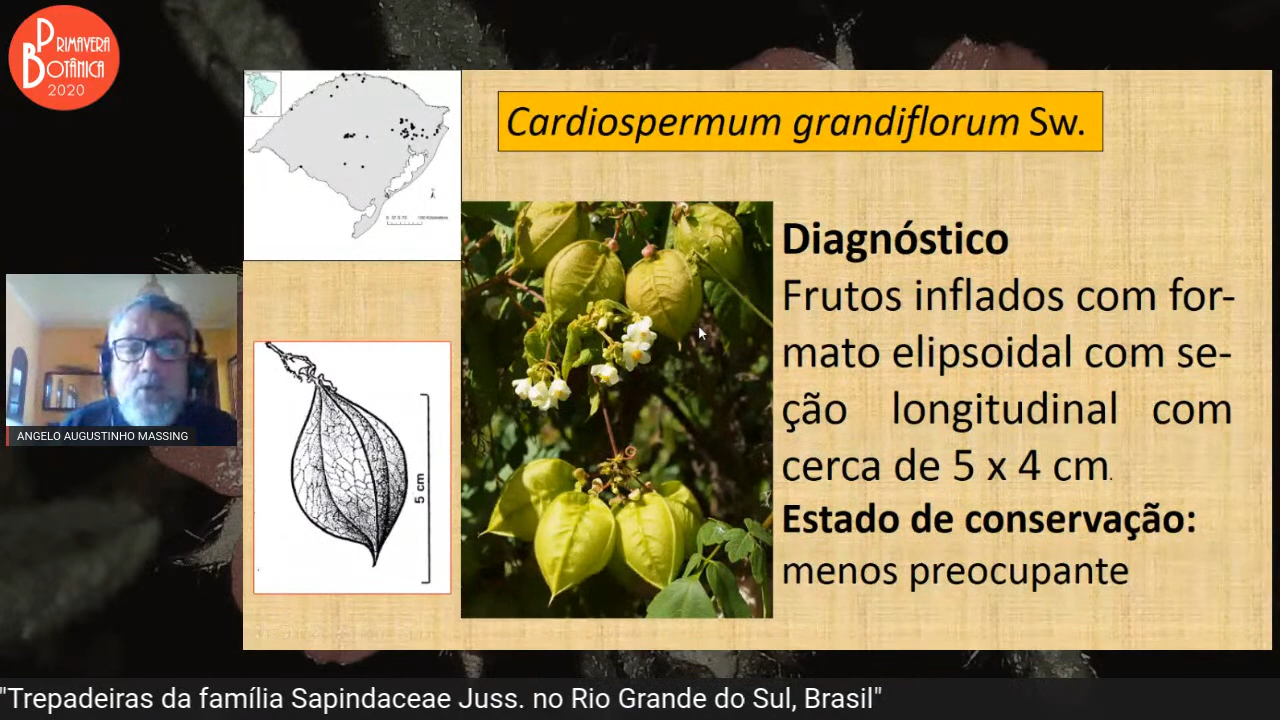 PRIMAVERA
BOTÂNICA
2020
Cardiospermum grandiflorum Sw.
Diagnóstico
Frutos inflados com for-
mato elipsoidal com se-
ção longitudinal com
cerca de 5 x 4 cm.
Estado de conservação:
menos preocupante
5 cm
ANGELO AUGUSTINHO MASSING
"Trepadeiras da família Sapindaceae Juss. no Rio Grande do Sul, Brasil"